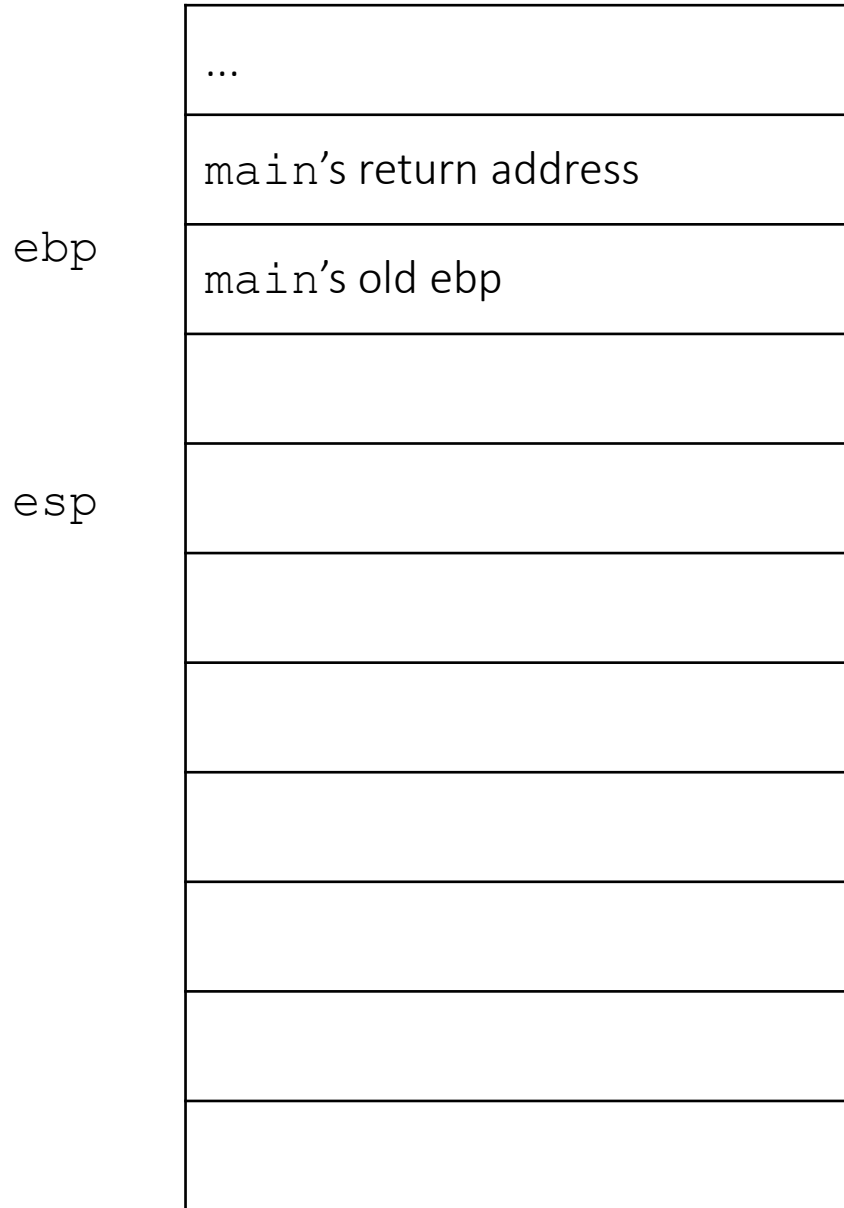 ...
main’s return address
ebp
main’s old ebp
esp